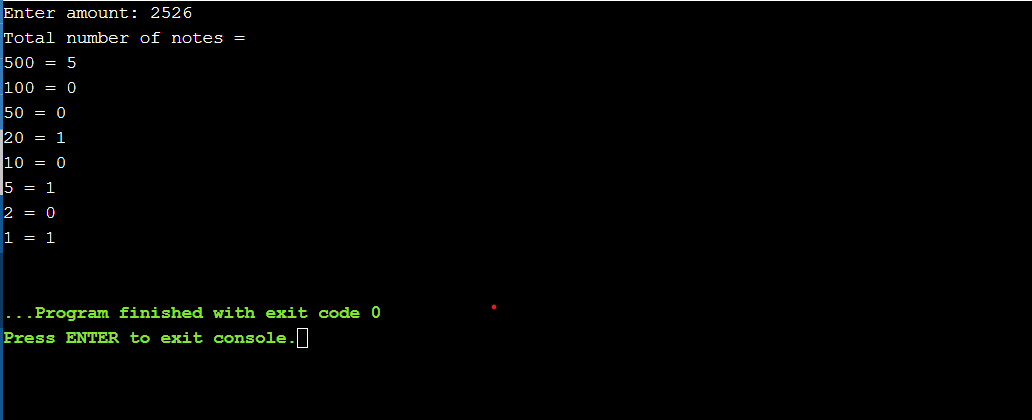 Enter amount: 2526
Total number of notes =
500 = 5
100 = 0
50 = 0
20 = 1
10 = 0
5 = 1
2 = 0
1 = 1
...Program finished with exit code 0
Press ENTER to exit console.